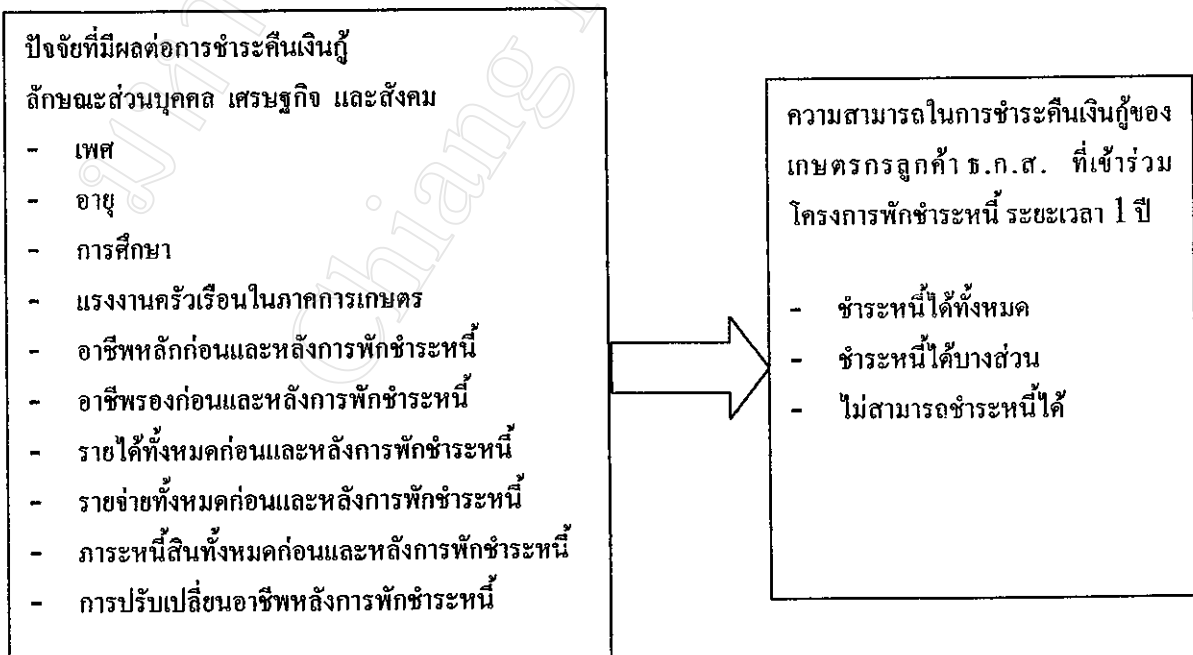 ปัจจัยที่มีผลต่อการชำระคืนเงินกู้
ลักษณะส่วนบุคคล เศรษฐกิจ และสังคม
- เพศ
- อายุ
- การศึกษา
- แรงงานครัวเรือนในภาคการเกษตร
- อาชีพหลักก่อนและหลังการพักชำระหนี้
- อาชีพรองก่อนและหลังการพักชำระหนี้
- รายได้ทั้งหมดก่อนและหลังการพักชำระหนี้
- รายจ่ายทั้งหมดก่อนและหลังการพักชำระหนี้
- ภาระหนี้สินทั้งหมดก่อนและหลังการพักชำระหนี้
- การปรับเปลี่ยนอาชีพหลังการพักชำระหนี้
ความสามารถในการชำระคืนเงินกู้ของ
เกษตรกรลูกค้า ธ.ก.ส. ที่เข้าร่วม
โครงการพักชำระหนี้ ระยะเวลา 1 ปี
- ชำระหนี้ได้ทั้งหมด
- ชำระหนี้ได้บางส่วน
- ไม่สามารถชำระหนี้ได้
Chiang